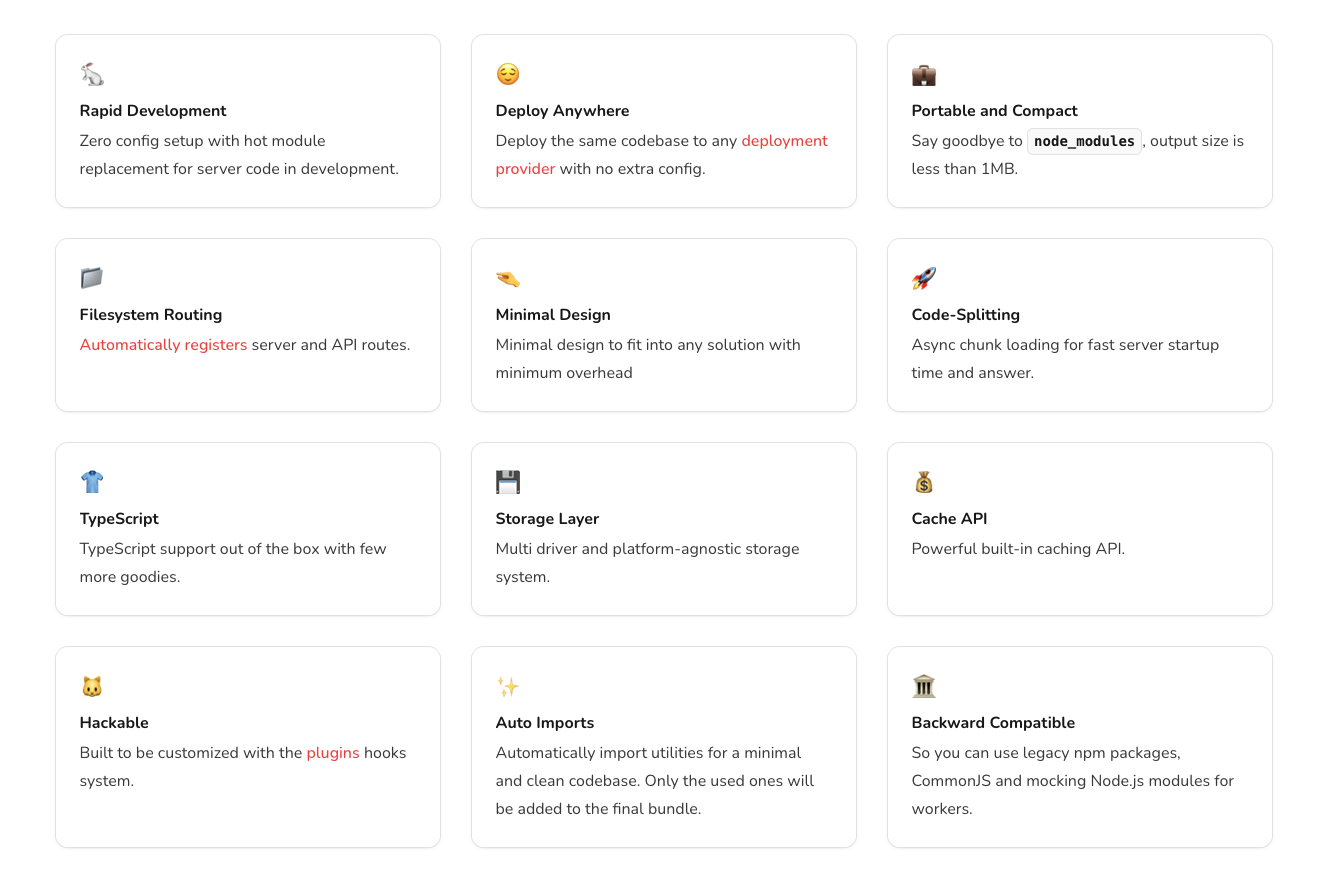 Rapid Development
Zero config setup with hot module
replacement for server code in development.
Deploy Anywhere
Deploy the same codebase to any deployment
provider with no extra config.
Portable and Compact
Say goodbye to node_modules, output size is
less than 1MB.
Filesystem Routing
Automatically registers server and API routes.
Minimal Design
Minimal design to fit into any solution with
minimum overhead
Code-Splitting
Async chunk loading for fast server startup
time and answer.
TypeScript
TypeScript support out of the box with few
more goodies.
Storage Layer
Multi driver and platform-agnostic storage
system.
Cache API
Powerful built-in caching API.
Hackable
Built to be customized with the plugins hooks
system.
Auto Imports
Automatically import utilities for a minimal
and clean codebase. Only the used ones will
be added to the final bundle.
Backward Compatible
So you can use legacy npm packages,
CommonJS and mocking Node.js modules for
workers.